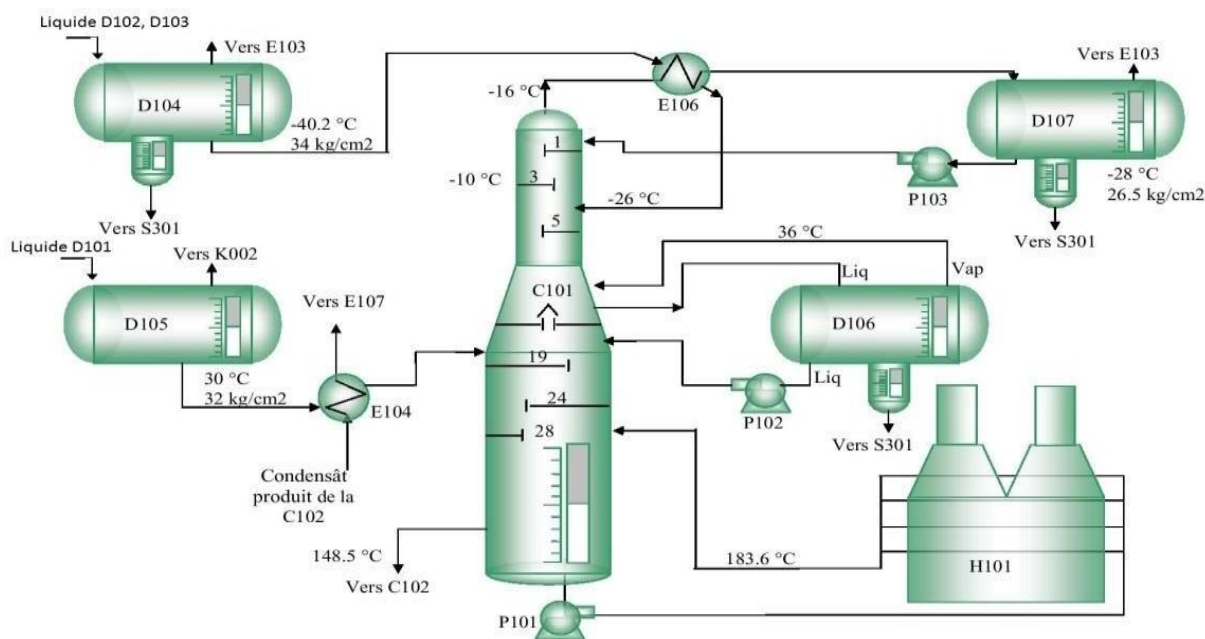 Liquide D102, D103
Vers E103
D104
-40.2 °C
34 kg/cm2
Vers S301
-16 °C
E106
Vers E103
D107
-28 °C
26.5 kg/cm2
Vers S301
P103
1
-10 °C
3
-26 °C
5
Liquide D101
Vers K002
D105
30 °C
32 kg/cm2
Vers E107
E104
Condensât
produit de la
C102
36 °C
Liq
Vap
C101
D106
Liq
P102
Vers S301
19
24
28
148.5 °C
Vers C102
183.6 °C
H101
P101